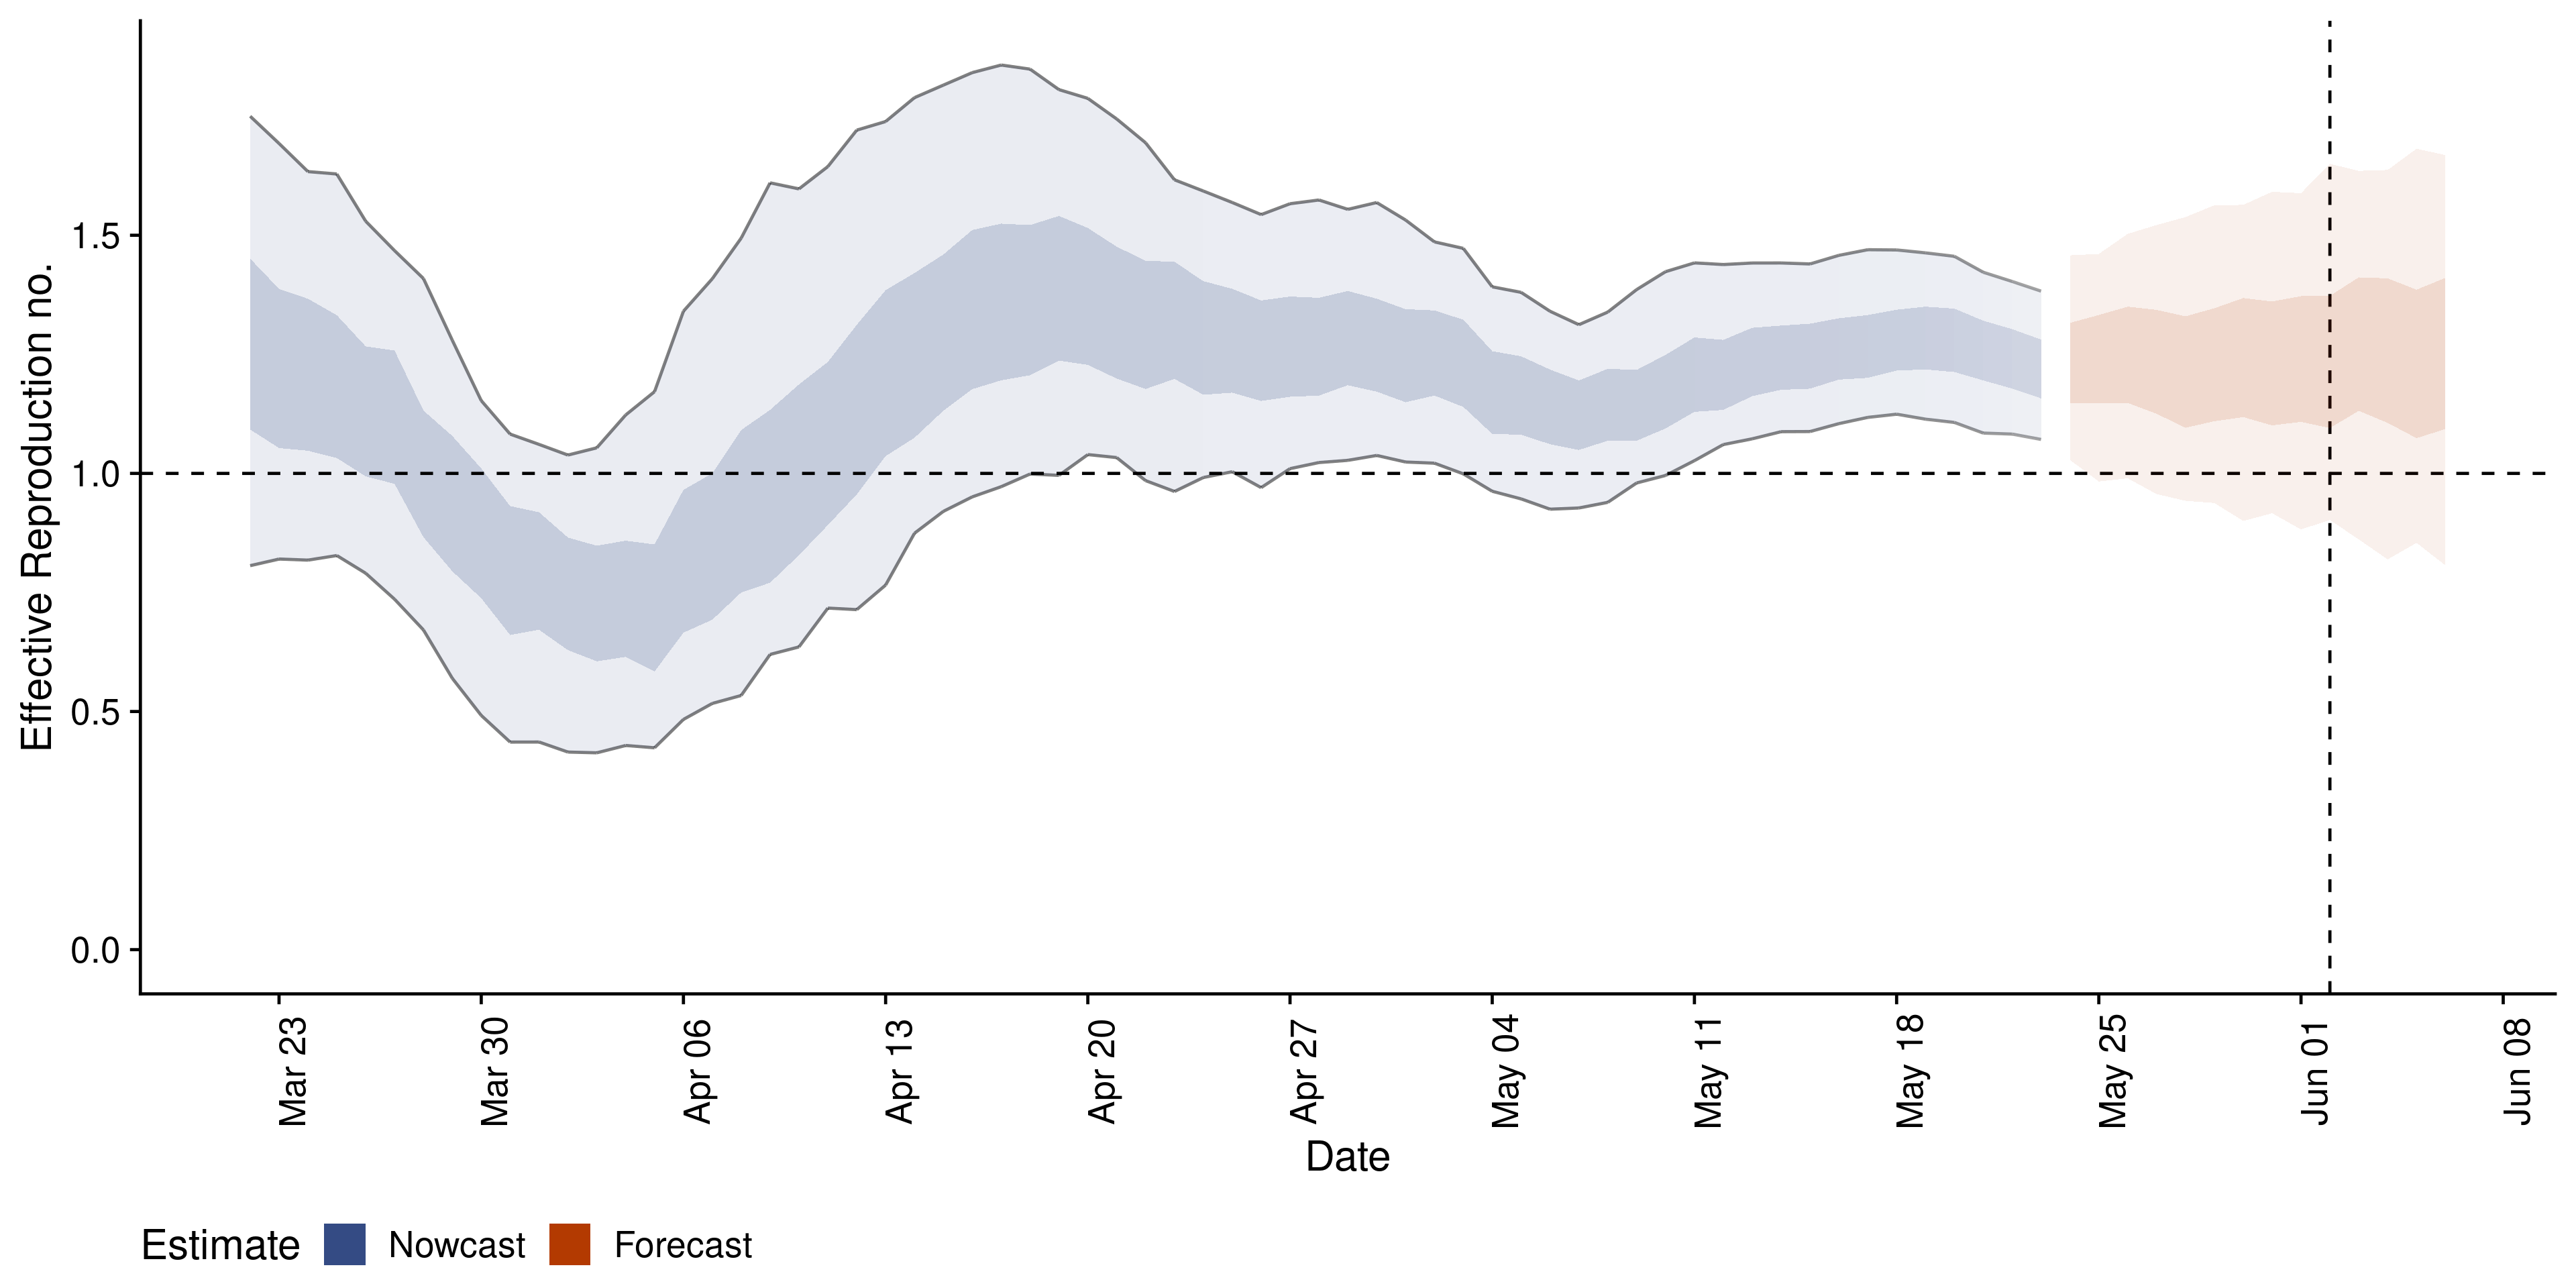 Effective Reproduction no.
1.5
1.0
0.5
0.0
Mar 23
Mar 30
Apr 06
Apr 13
Apr 20
Apr 27
May 04
May 11
May 18
May 25
Jun 01
Jun 08
Date
Estimate Nowcast Forecast